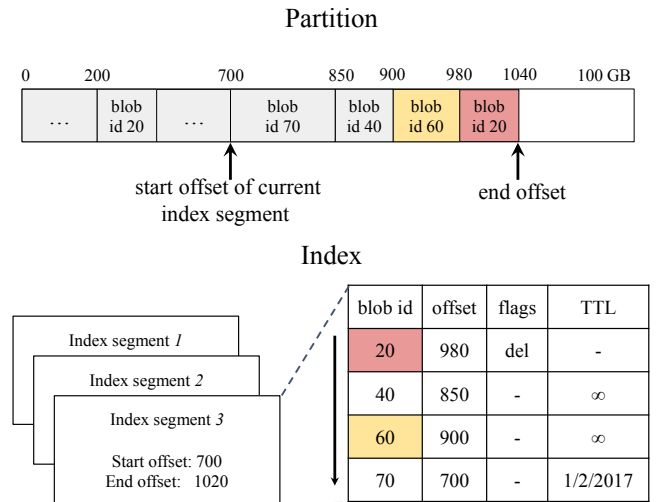 Partition
0 200 700 850 900 980 1040 100 GB
... blob id 20 ... blob id 70 blob id 40 blob id 60 blob id 20
start offset of current
index segment
end offset
Index
Index segment 1
Index segment 2
Index segment 3
Start offset: 700
End offset: 1020
blob id offset flags TTL
20 980 del -
40 850 - ∞
60 900 - ∞
70 700 - 1/2/2017